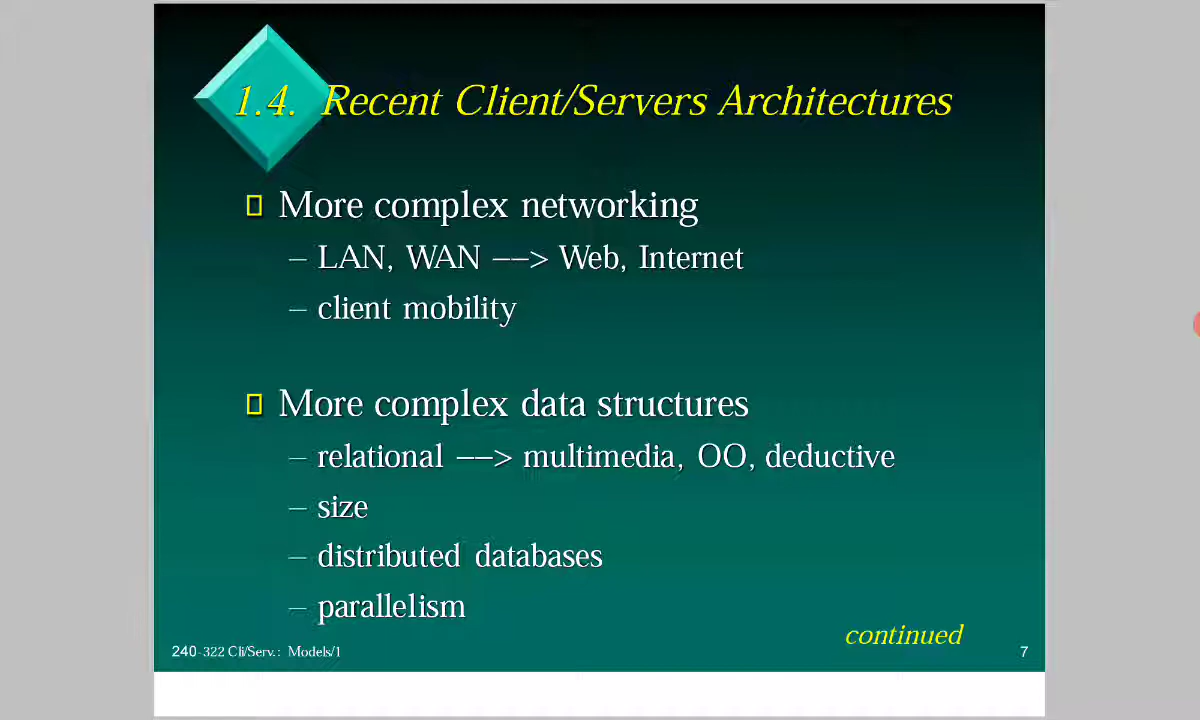 1.4. Recent Client/Servers Architectures
More complex networking
– LAN, WAN ––> Web, Internet
– client mobility
More complex data structures
– relational ––> multimedia, OO, deductive
– size
– distributed databases
– parallelism
continued
240-322 Cli/Serv.: Models/1 7